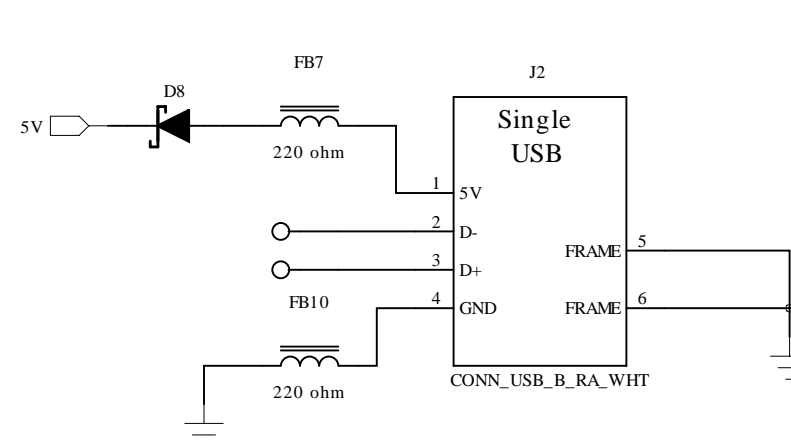 FB7
J2
D8
Single
USB
5V
220 ohm
1
5V
2
D-
3
D+
FRAME
5
FB10
4
GND
FRAME
6
CONN_USB_B_RA_WHT
220 ohm